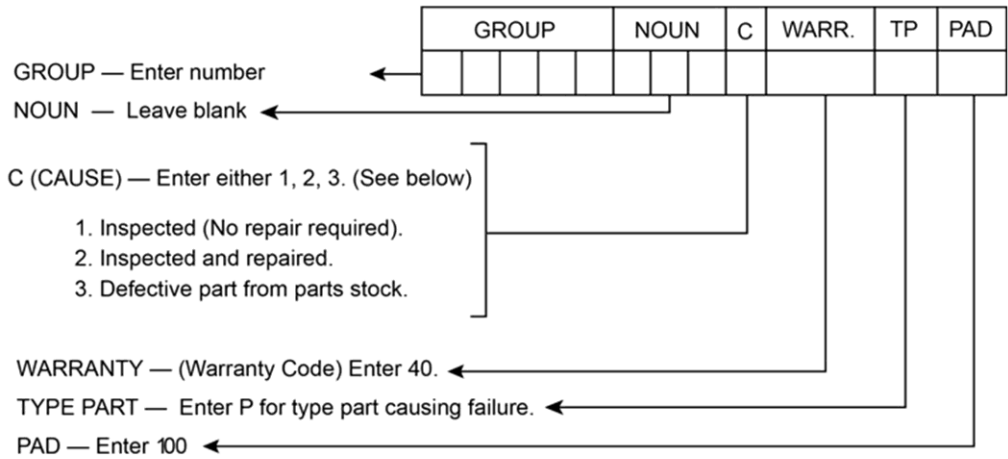 GROUP NOUN C WARR. TP PAD
GROUP — Enter number
NOUN — Leave blank
C (CAUSE) — Enter either 1, 2, 3. (See below)
1. Inspected (No repair required).
2. Inspected and repaired.
3. Defective part from parts stock.
WARRANTY — (Warranty Code) Enter 40.
TYPE PART — Enter P for type part causing failure.
PAD — Enter 100